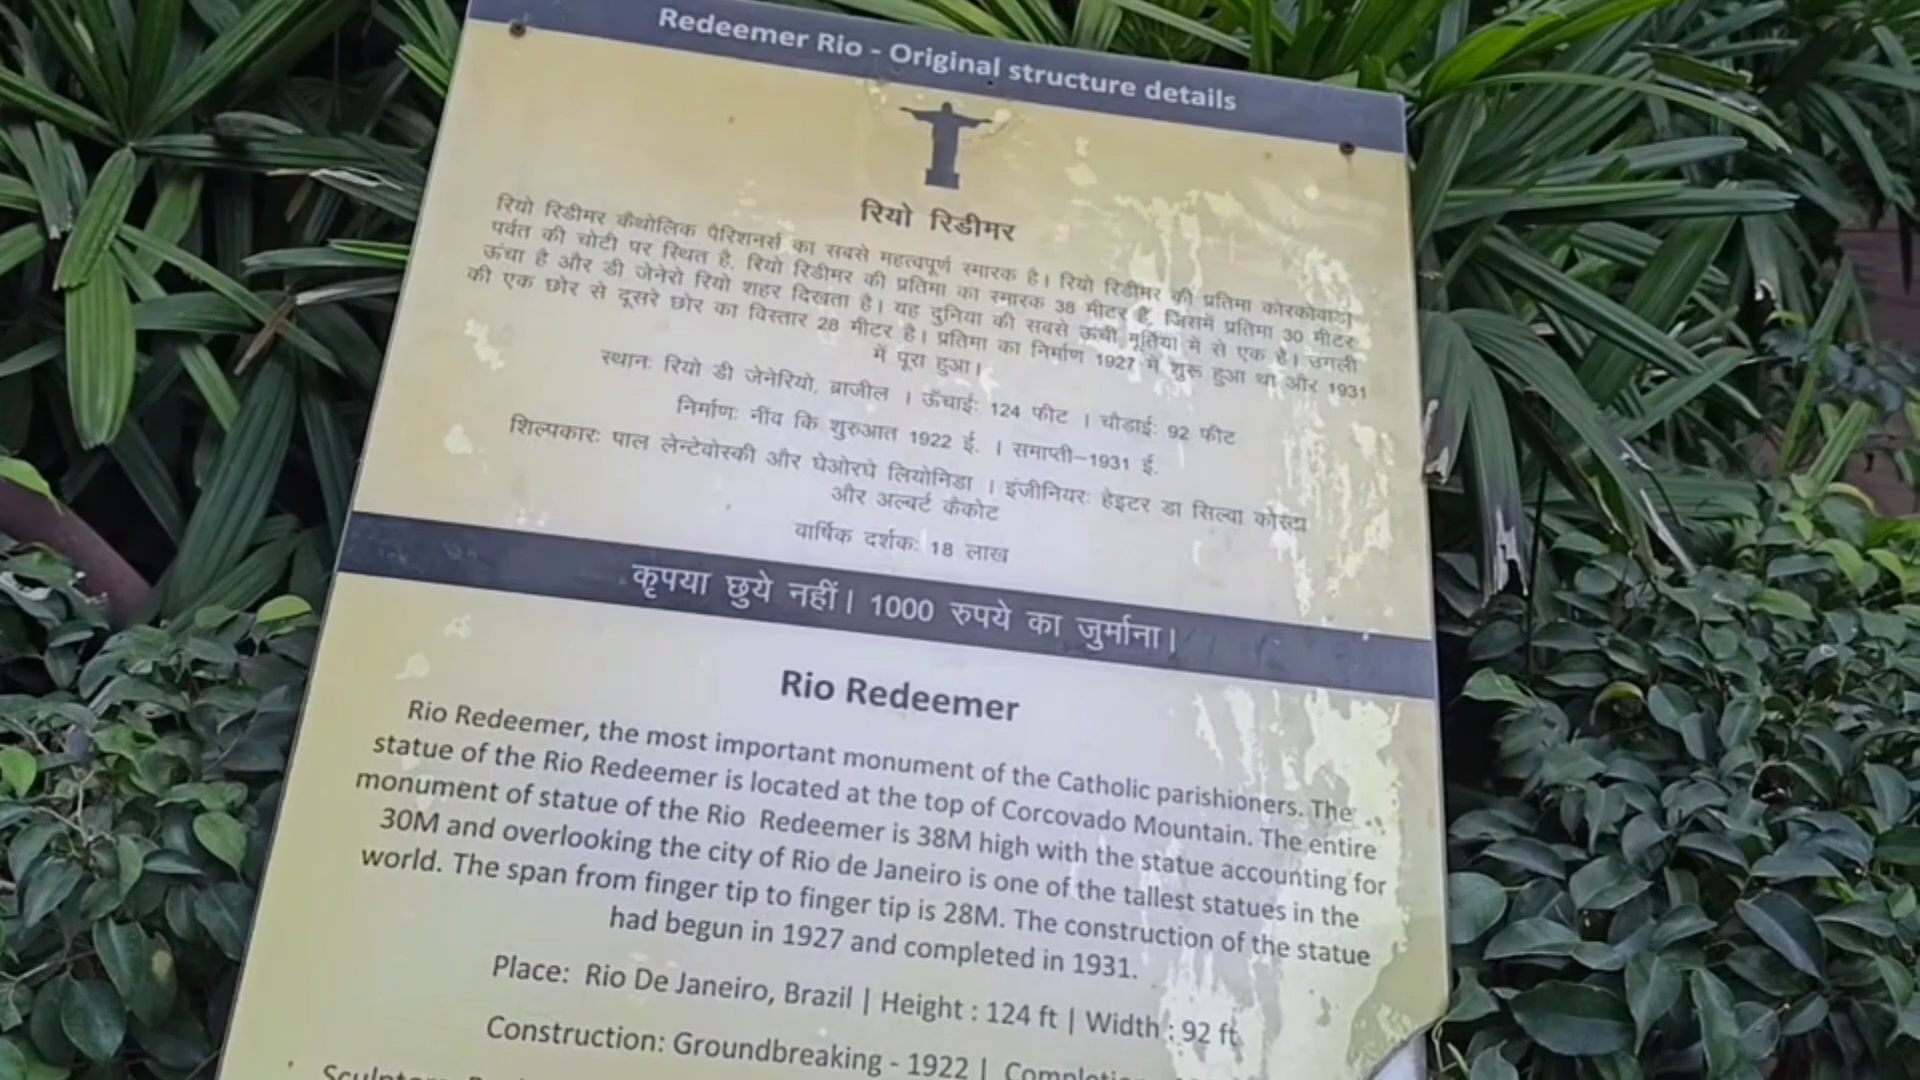 Redeemer Rio - Original structure details
रियो रिडीमर
रियो रिडीमर कैथोलिक पैरिशनर्स का सबसे महत्वपूर्ण स्मारक है। रियो रिडीमर की प्रतिमा कोरकोवाडो
पर्वत की चोटी पर स्थित है, रियो रिडीमर की प्रतिमा का स्मारक 38 मीटर है, जिसमें प्रतिमा 30 मीटर
ऊंचा है और डी जेनेरो रियो शहर दिखता है। यह दुनिया की सबसे ऊंची मूर्तियों में से एक है। उंगली
की एक छोर से दूसरे छोर का विस्तार 28 मीटर है। प्रतिमा का निर्माण 1927 में शुरू हुआ था और 1931
में पूरा हुआ।
स्थानः रियो डी जेनेरियो, ब्राजील । ऊँचाईः 124 फीट । चौडाईः 92 फीट
निर्माणः नींव कि शुरुआत 1922 ई. । समाप्ती–1931 ई.
शिल्पकारः पाल लेन्टेवोस्की और घेओरघे लियोनिडा । इंजीनियरः हेइटर डा सिल्वा कोस्टा
और अल्बर्ट कैकोट
वार्षिक दर्शकः 18 लाख
कृपया छुये नहीं। 1000 रुपये का जुर्माना।
Rio Redeemer
Rio Redeemer, the most important monument of the Catholic parishioners. The
statue of the Rio Redeemer is located at the top of Corcovado Mountain. The entire
monument of statue of the Rio Redeemer is 38M high with the statue accounting for
30M and overlooking the city of Rio de Janeiro is one of the tallest statues in the
world. The span from finger tip to finger tip is 28M. The construction of the statue
had begun in 1927 and completed in 1931.
Place: Rio De Janeiro, Brazil | Height : 124 ft | Width : 92 ft
Construction: Groundbreaking - 1922 |